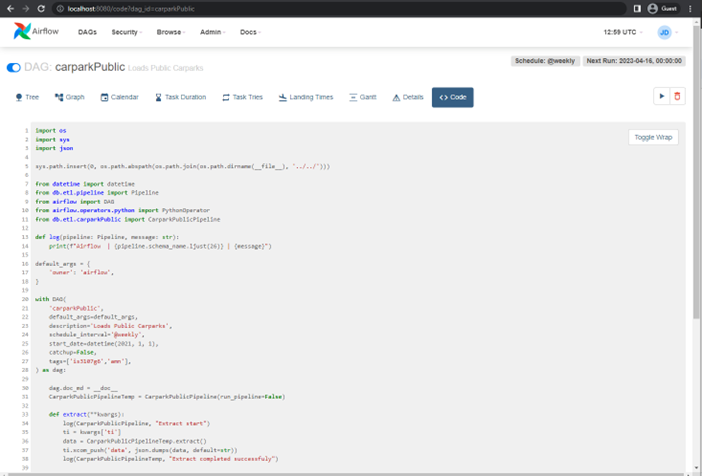 localhost:8080/code?dag_id=carparkPublic
Guest
Airflow DAGs Security Browse Admin Docs 12:59 UTC JD
DAG: carparkPublic Loads Public Carparks
Schedule: @weekly Next Run: 2023-04-16, 00:00:00
Tree Graph Calendar Task Duration Task Tries Landing Times Gantt Details <> Code
Toggle Wrap
1 import os
2 import sys
3 import json
4
5 sys.path.insert(0, os.path.abspath(os.path.join(os.path.dirname(__file__), '../../')))
6
7 from datetime import datetime
8 from db.etl.pipeline import Pipeline
9 from airflow import DAG
10 from airflow.operators.python import PythonOperator
11 from db.etl.carparkPublic import CarparkPublicPipeline
12
13 def log(pipeline: Pipeline, message: str):
14 print(f"Airflow | {pipeline.schema_name.ljust(26)} | {message}")
15
16 default_args = {
17 'owner': 'airflow',
18 }
19
20 with DAG(
21 'carparkPublic',
22 default_args=default_args,
23 description='Loads Public Carparks',
24 schedule_interval='@weekly',
25 start_date=datetime(2021, 1, 1),
26 catchup=False,
27 tags=['is3107g6','amn'],
28 ) as dag:
29
30 dag.doc_md = __doc__
31 CarparkPublicPipelineTemp = CarparkPublicPipeline(run_pipeline=False)
32
33 def extract(**kwargs):
34 log(CarparkPublicPipeline, "Extract start")
35 ti = kwargs['ti']
36 data = CarparkPublicPipelineTemp.extract()
37 ti.xcom_push('data', json.dumps(data, default=str))
38 log(CarparkPublicPipelineTemp, "Extract completed successfuly")
39